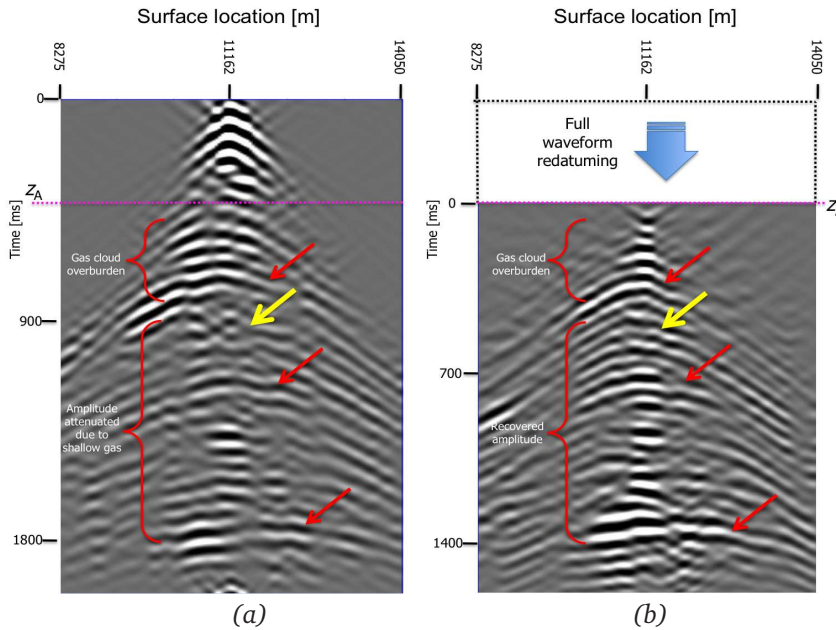 Surface location [m]
8275
11162
14050
0
zA
Time [ms]
Gas cloud
overburden
900
Amplitude
attenuated
due to
shallow gas
1800
(a)
Surface location [m]
8275
11162
14050
Full
waveform
redatuming
0
z
Time [ms]
Gas cloud
overburden
700
Recovered
amplitude
1400
(b)